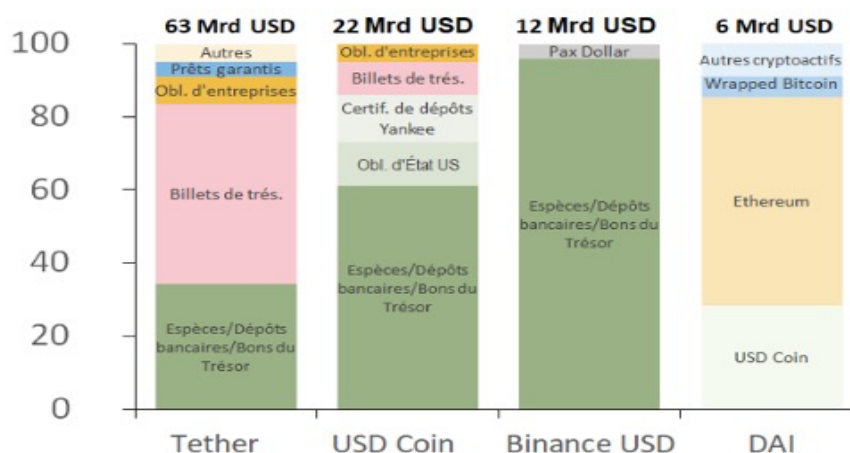 63 Mrd USD
22 Mrd USD
12 Mrd USD
6 Mrd USD
100
80
60
40
20
0
Autres
Prêts garantis
Obl. d'entreprises
Billets de trés.
Espèces/Dépôts
bancaires/Bons du
Trésor
Obl. d'entreprises
Billets de trés.
Certif. de dépôts
Yankee
Obl. d'État US
Espèces/Dépôts
bancaires/Bons du
Trésor
Pax Dollar
Espèces/Dépôts
bancaires/Bons du
Trésor
Autres cryptoactifs
Wrapped Bitcoin
Ethereum
USD Coin
Tether
USD Coin
Binance USD
DAI